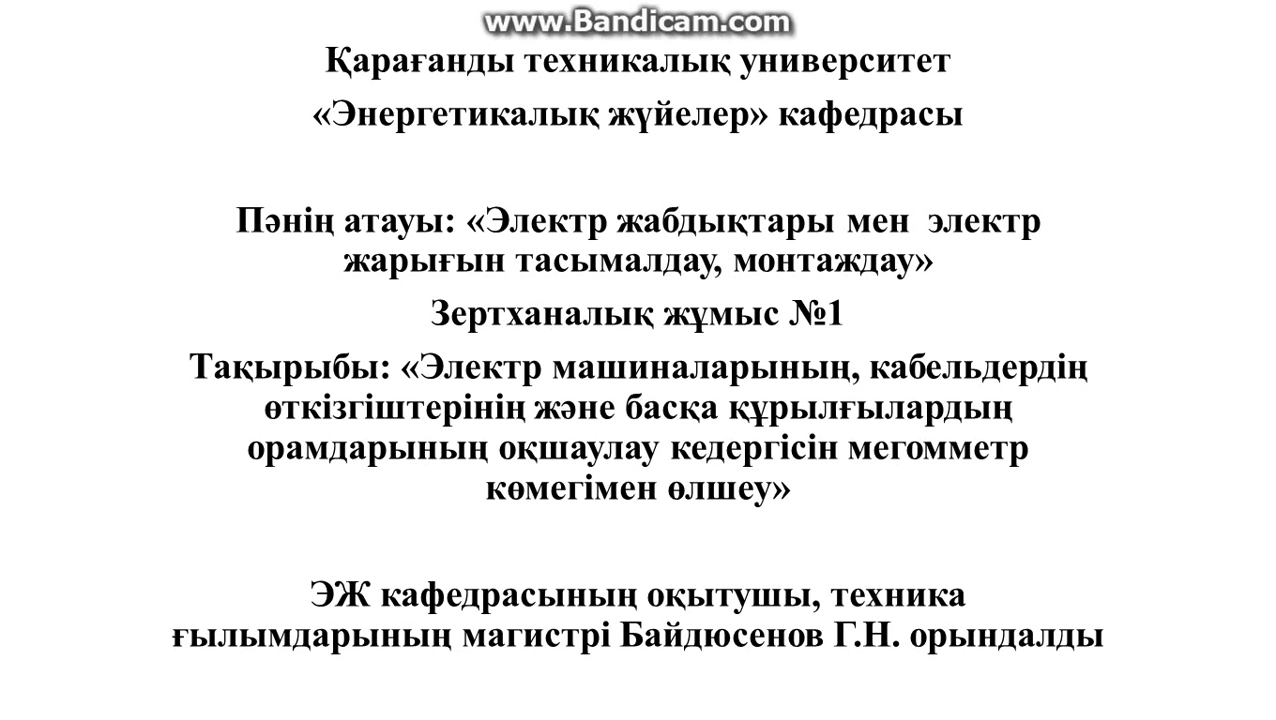 www.Bandicam.com
Қарағанды техникалық университет
«Энергетикалық жүйелер» кафедрасы
Пәнің атауы: «Электр жабдықтары мен электр
жарығын тасымалдау, монтаждау»
Зертханалық жұмыс №1
Тақырыбы: «Электр машиналарының, кабельдердің
өткізгіштерінің және басқа құрылғылардың
орамдарының оқшаулау кедергісін мегомметр
көмегімен өлшеу»
ЭЖ кафедрасының оқытушы, техника
ғылымдарының магистрі Байдюсенов Г.Н. орындалды